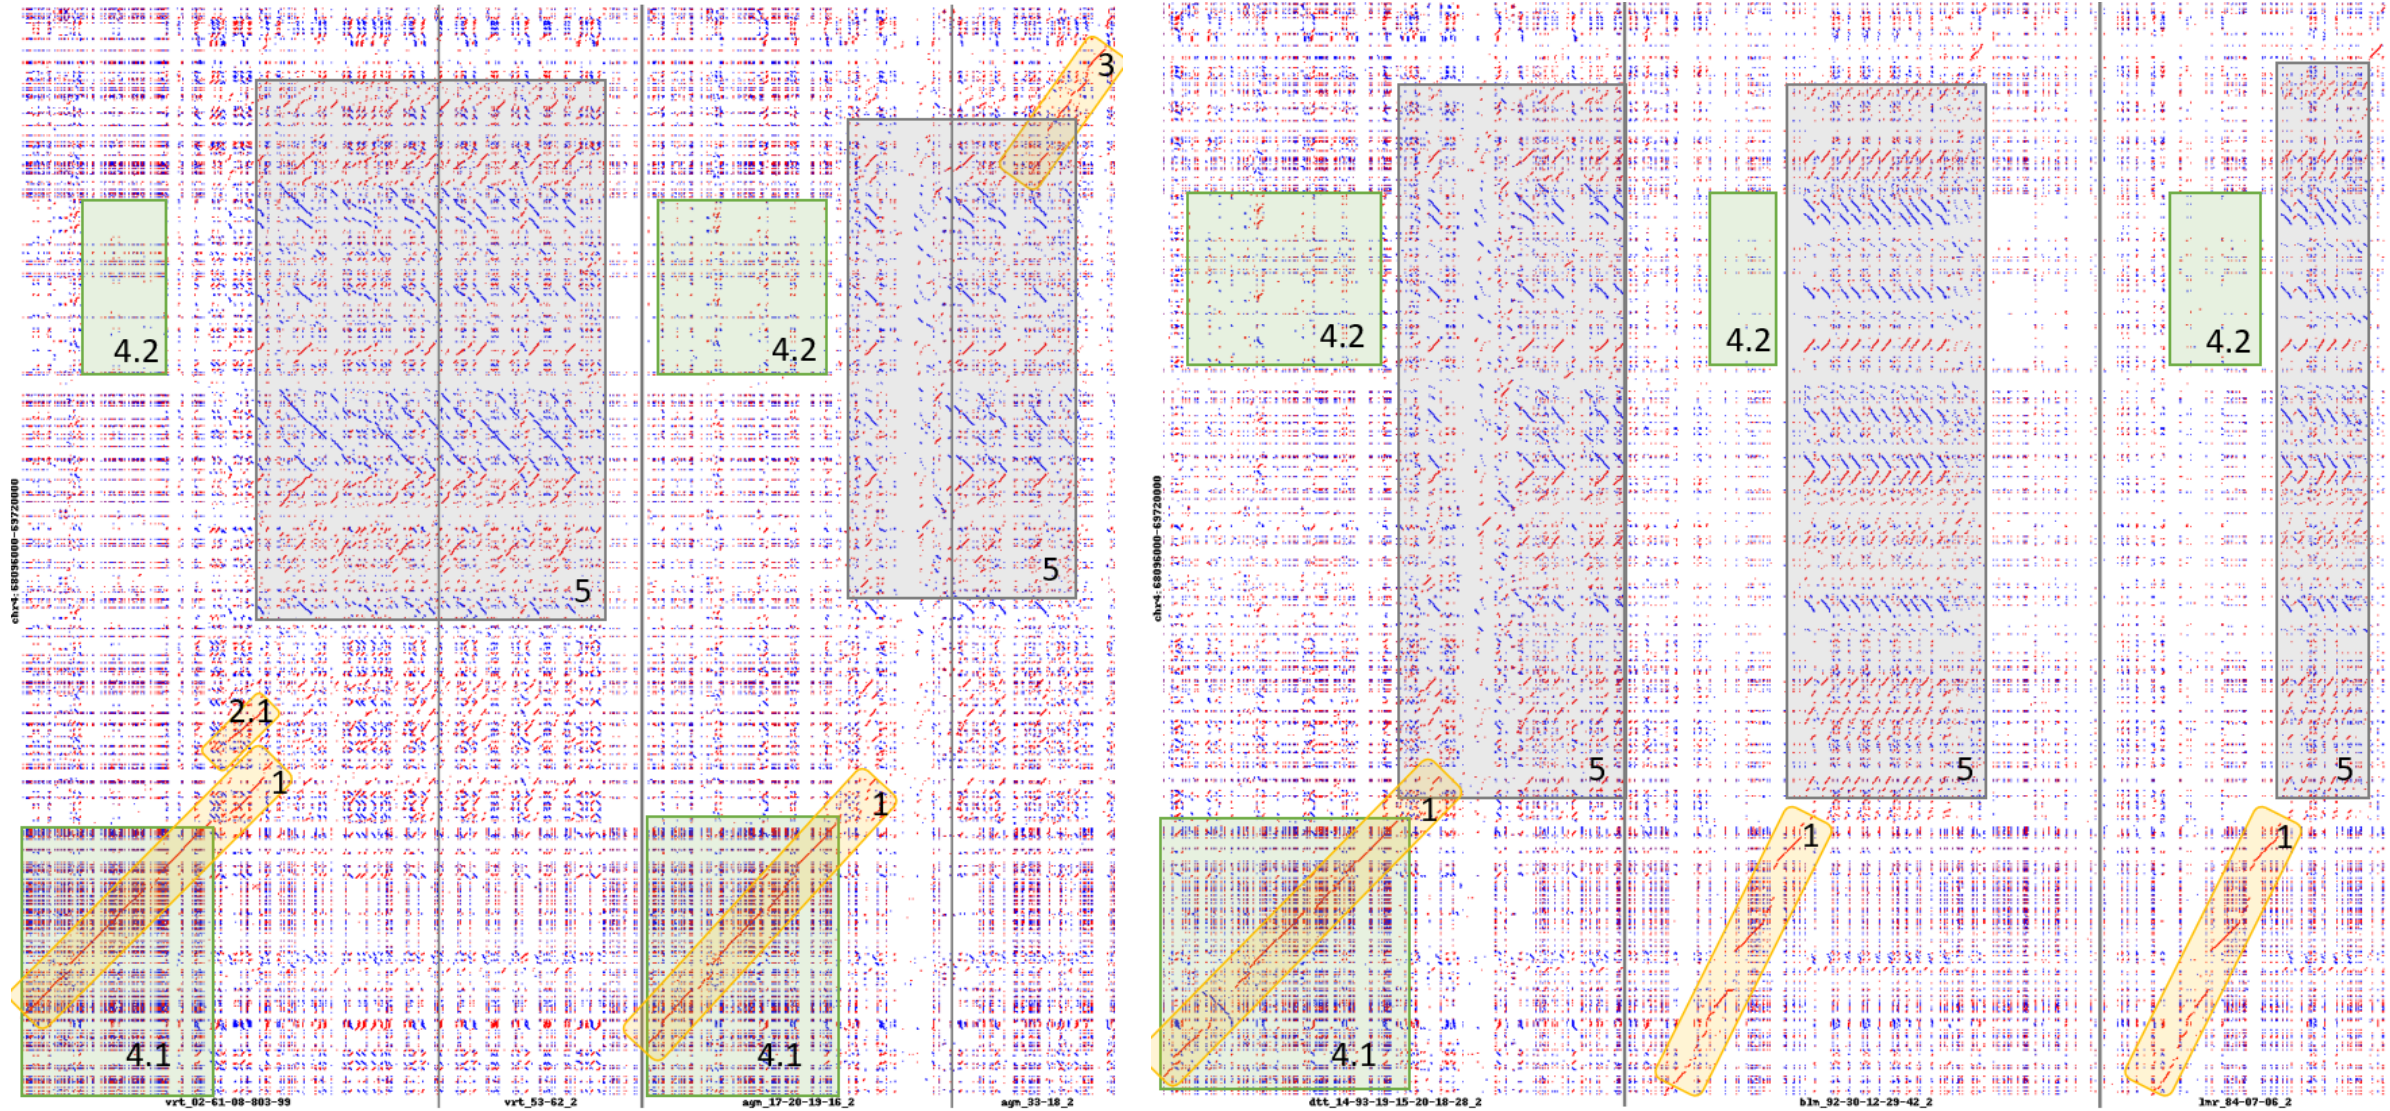 3
4.2
4.2
4.2
4.2
4.2
5
5
5
5
5
2.1
1
1
1
1
1
4.1
4.1
4.1
chr4:68096000-69720000
chr4:68096000-69720000
vrt_02-61-08-803-99
vrt_53-62_2
agm_17-20-19-16_2
agm_33-18_2
dtt_14-93-19-15-20-18-28_2
blm_92-30-12-29-42_2
lmr_84-07-06_2